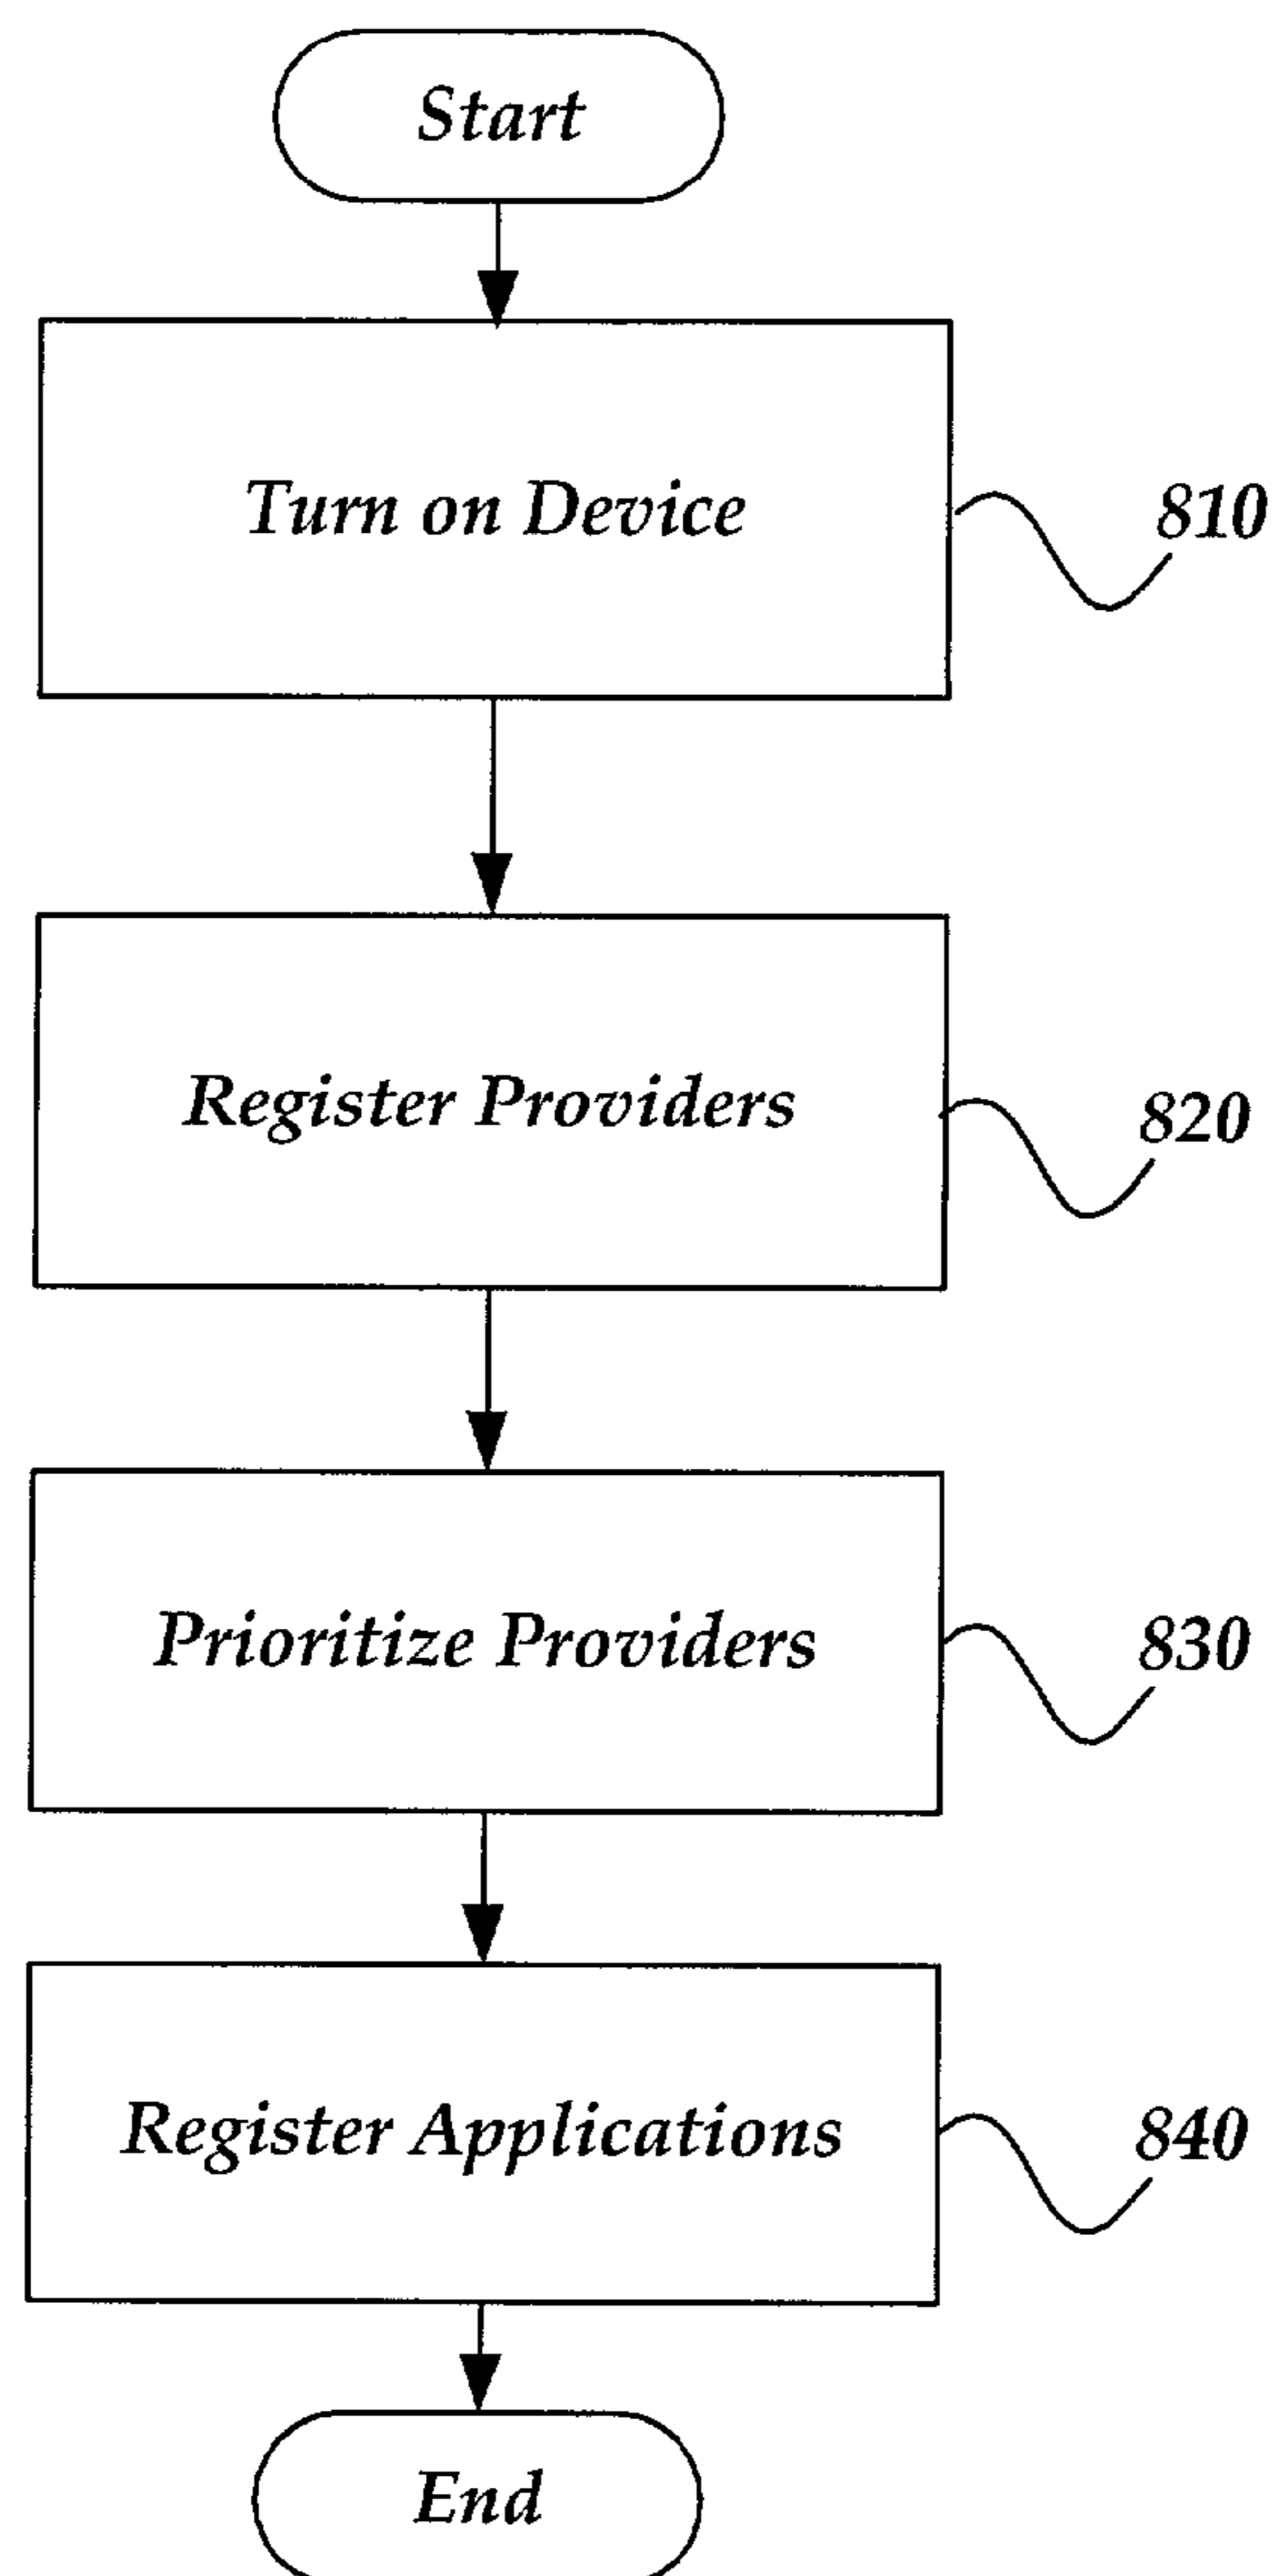 Start
Turn on Device
810
Register Providers
820
Prioritize Providers
830
Register Applications
840
End